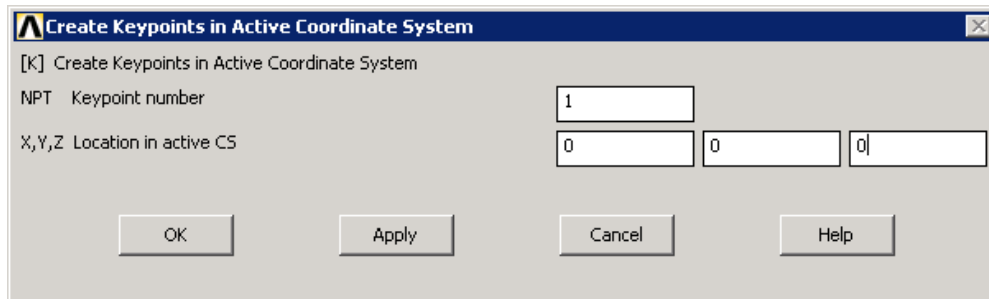 Create Keypoints in Active Coordinate System
[K] Create Keypoints in Active Coordinate System
NPT Keypoint number 1
X,Y,Z Location in active CS 0 0 0
OK Apply Cancel Help